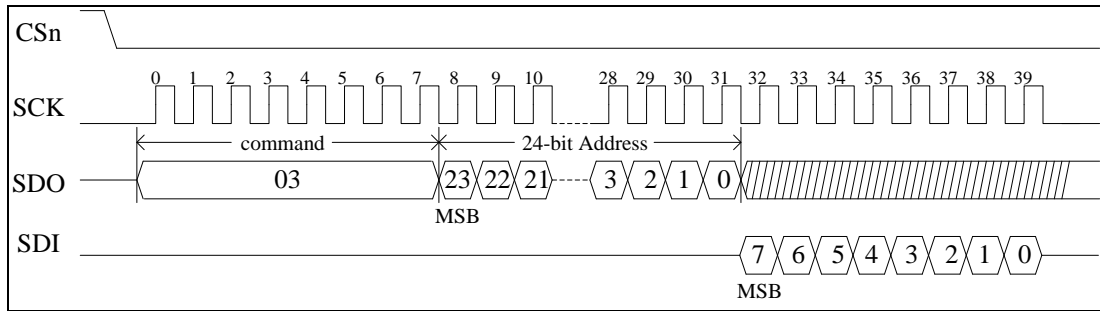 CSn
0 1 2 3 4 5 6 7 8 9 10 28 29 30 31 32 33 34 35 36 37 38 39
SCK
command 24-bit Address
SDO 03 23 22 21 3 2 1 0
MSB
SDI 7 6 5 4 3 2 1 0
MSB